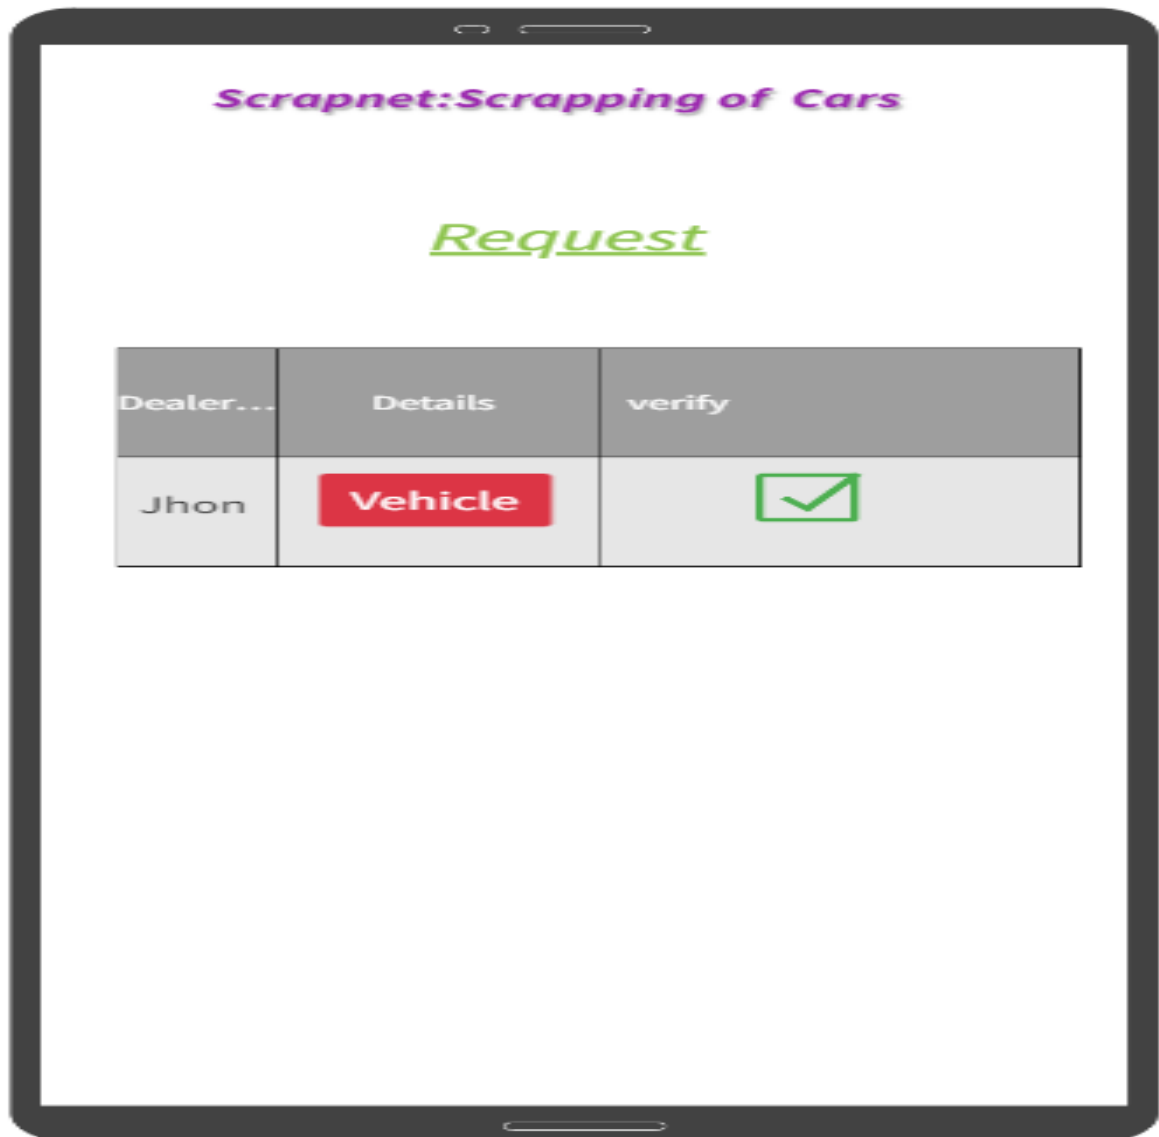 Scrapnet:Scrapping of Cars
Request
Dealer... Details verify
Jhon Vehicle